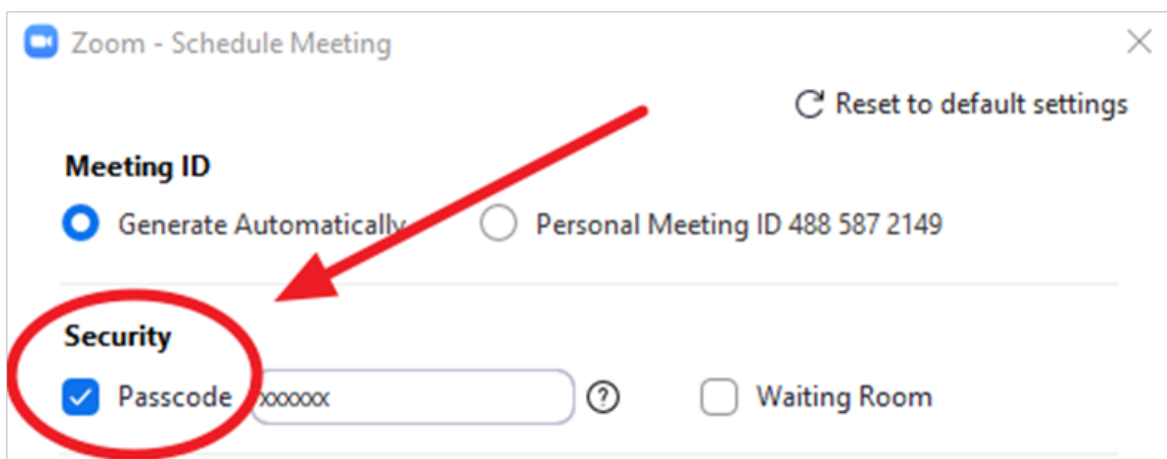 Zoom - Schedule Meeting
Reset to default settings
Meeting ID
Generate Automatically
Personal Meeting ID 488 587 2149
Security
Passcode
xxxxxx
Waiting Room